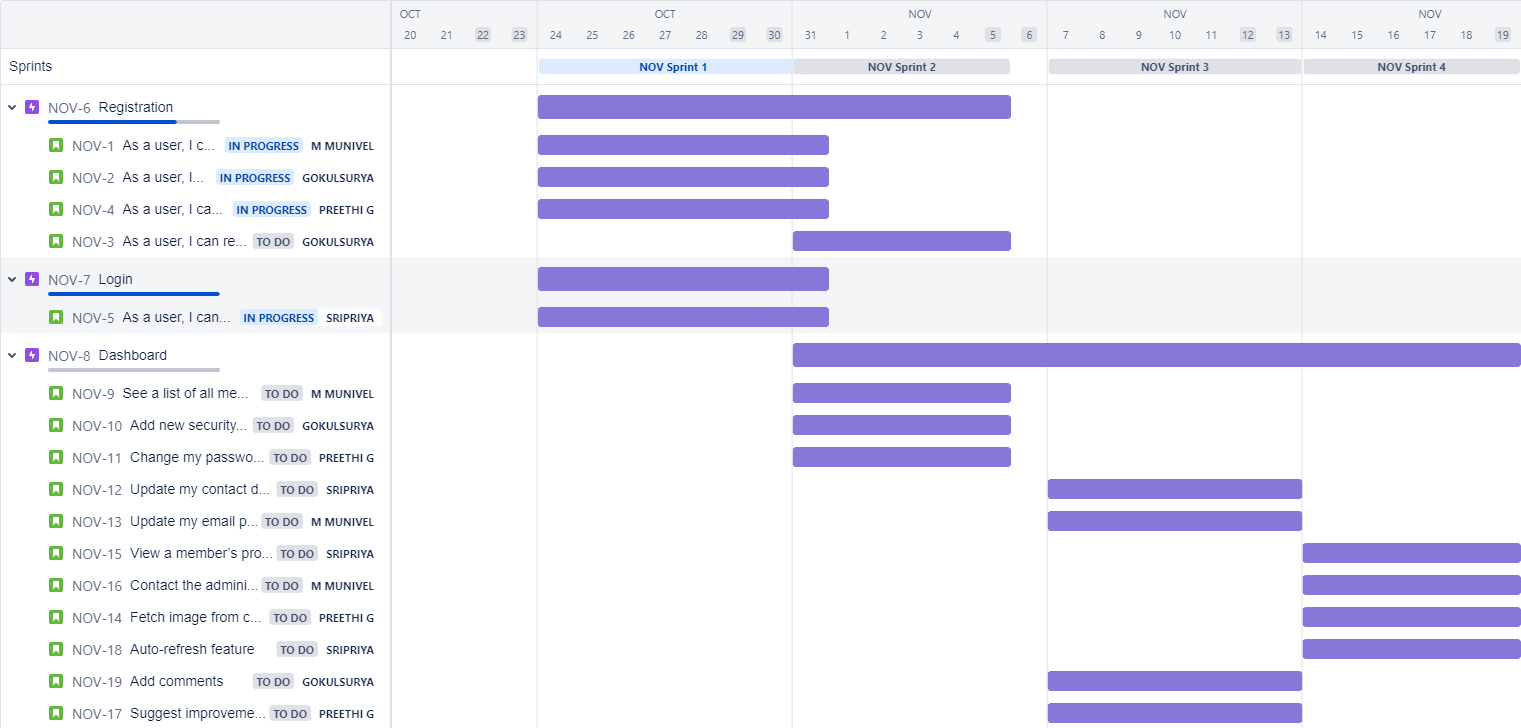 OCT OCT NOV NOV NOV
20 21 22 23 24 25 26 27 28 29 30 31 1 2 3 4 5 6 7 8 9 10 11 12 13 14 15 16 17 18 19
Sprints NOV Sprint 1 NOV Sprint 2 NOV Sprint 3 NOV Sprint 4
NOV-6 Registration
NOV-1 As a user, I c... IN PROGRESS M MUNIVEL
NOV-2 As a user, I... IN PROGRESS GOKULSURYA
NOV-4 As a user, I ca... IN PROGRESS PREETHI G
NOV-3 As a user, I can re... TO DO GOKULSURYA
NOV-7 Login
NOV-5 As a user, I can... IN PROGRESS SRIPRIYA
NOV-8 Dashboard
NOV-9 See a list of all me... TO DO M MUNIVEL
NOV-10 Add new security... TO DO GOKULSURYA
NOV-11 Change my passwo... TO DO PREETHI G
NOV-12 Update my contact d... TO DO SRIPRIYA
NOV-13 Update my email p... TO DO M MUNIVEL
NOV-15 View a member's pro... TO DO SRIPRIYA
NOV-16 Contact the admini... TO DO M MUNIVEL
NOV-14 Fetch image from c... TO DO PREETHI G
NOV-18 Auto-refresh feature TO DO SRIPRIYA
NOV-19 Add comments TO DO GOKULSURYA
NOV-17 Suggest improveme... TO DO PREETHI G